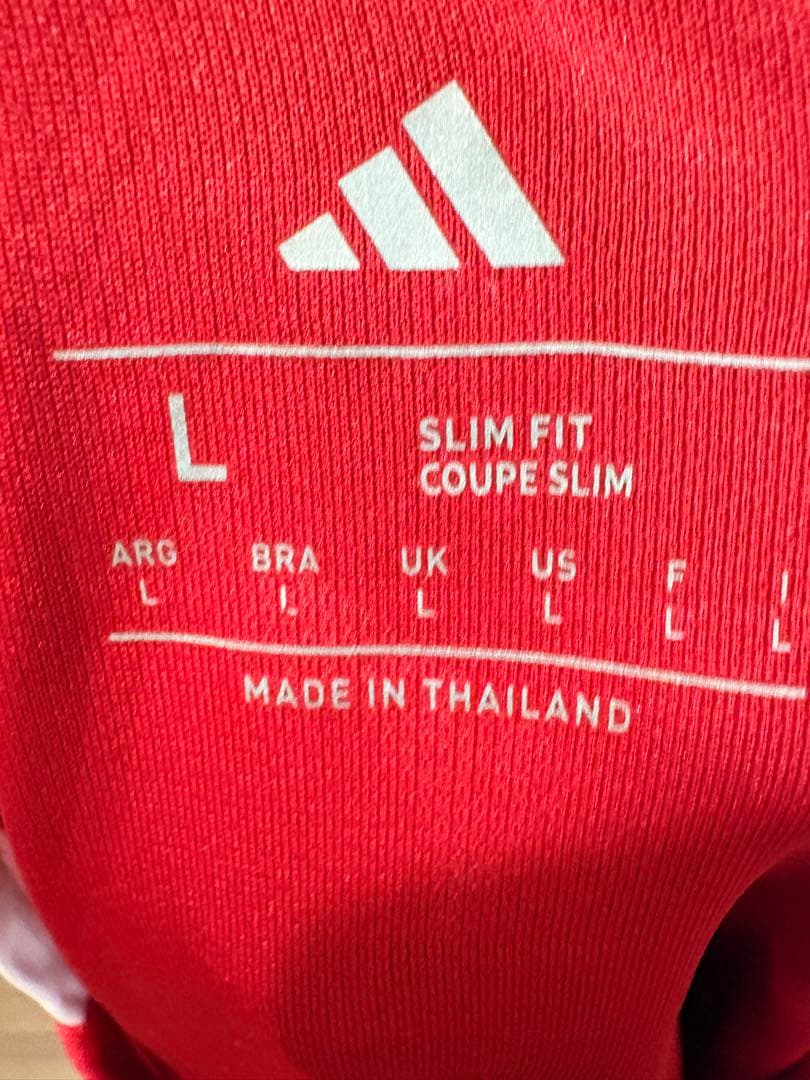 L
SLIM FIT
COUPE SLIM
ARG BRA UK US F I
L L L L L L
MADE IN THAILAND